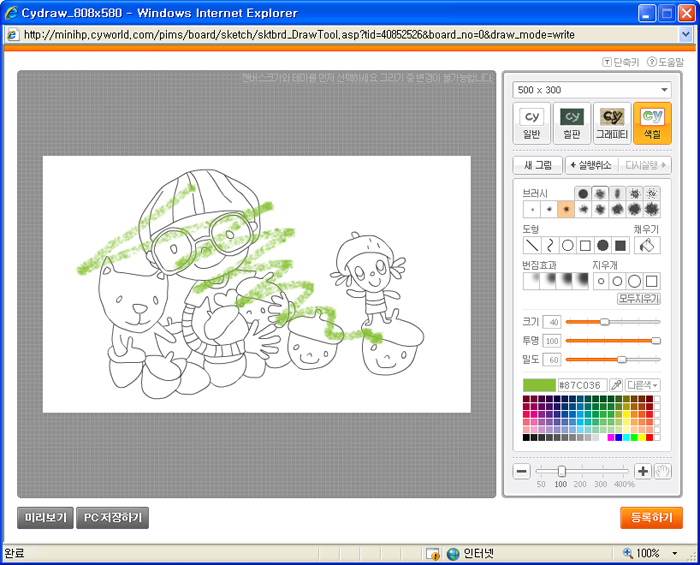 Cydraw_808x580 - Windows Internet Explorer
http://minihp.cyworld.com/pims/board/sketch/sktbrd_DrawTool.asp?tid=40852526&board_no=0&draw_mode=write
T 단축키 ? 도움말
캔버스크기와 테마를 먼저 선택하세요. 그리기 중 변경이 불가능합니다.
500 x 300
cy cy cy cy
일반 칠판 그래피티 색칠
새 그림 실행취소 다시실행
브러시
도형 채우기
번짐효과 지우개
모두지우기
크기 40
투명 100
밀도 60
#87C036 다른색
50 100 200 300 400%
미리보기 PC 저장하기 등록하기
완료 인터넷 100%